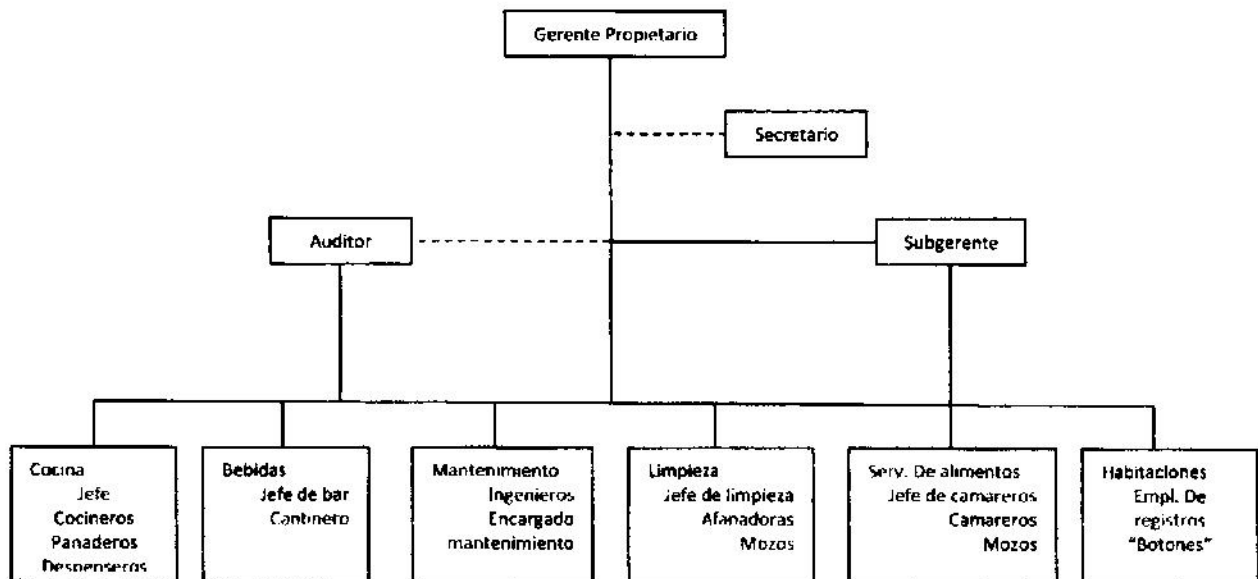 Gerente Propietario
Secretario
Auditor
Subgerente
Cocina
Jefe
Cocineros
Panaderos
Despenseros
Bebidas
Jefe de bar
Cantinero
Mantenimiento
Ingenieros
Encargado
mantenimiento
Limpieza
Jefe de limpieza
Afanadoras
Mozos
Serv. De alimentos
Jefe de camareros
Camareros
Mozos
Habitaciones
Empl. De
registros
"Botones"